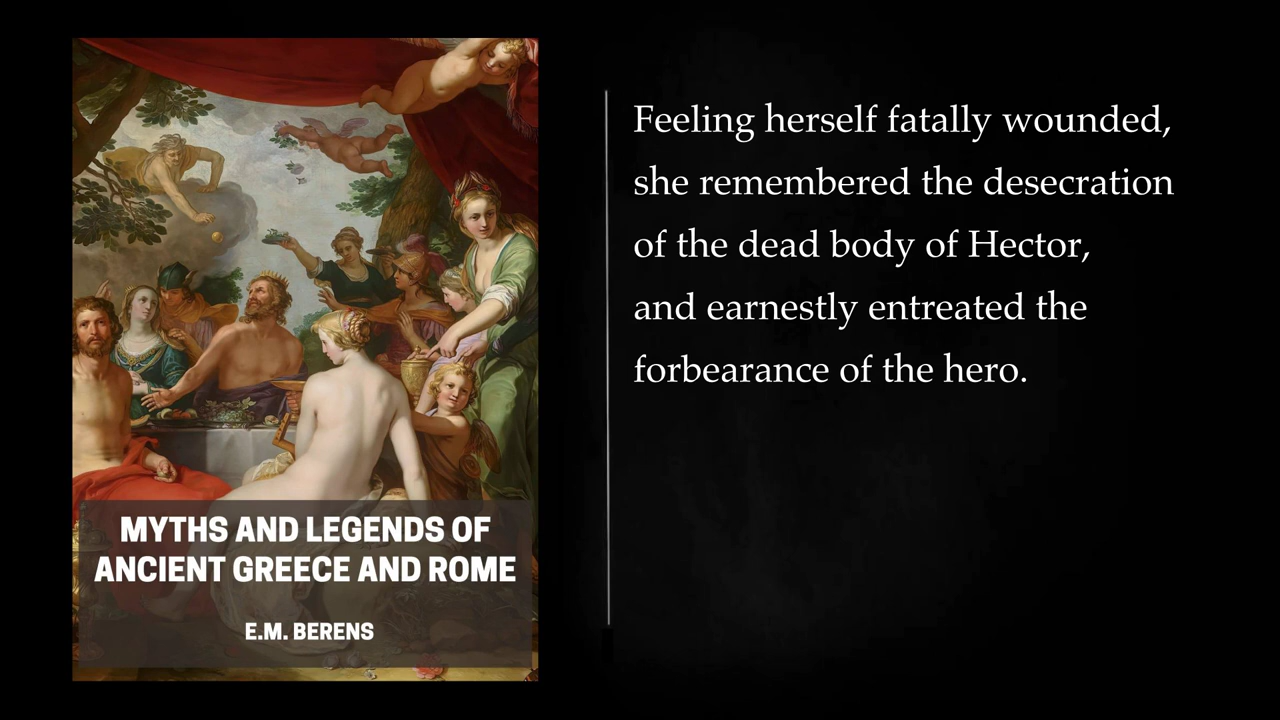 MYTHS AND LEGENDS OF
ANCIENT GREECE AND ROME
E.M. BERENS
Feeling herself fatally wounded,
she remembered the desecration
of the dead body of Hector,
and earnestly entreated the
forbearance of the hero.